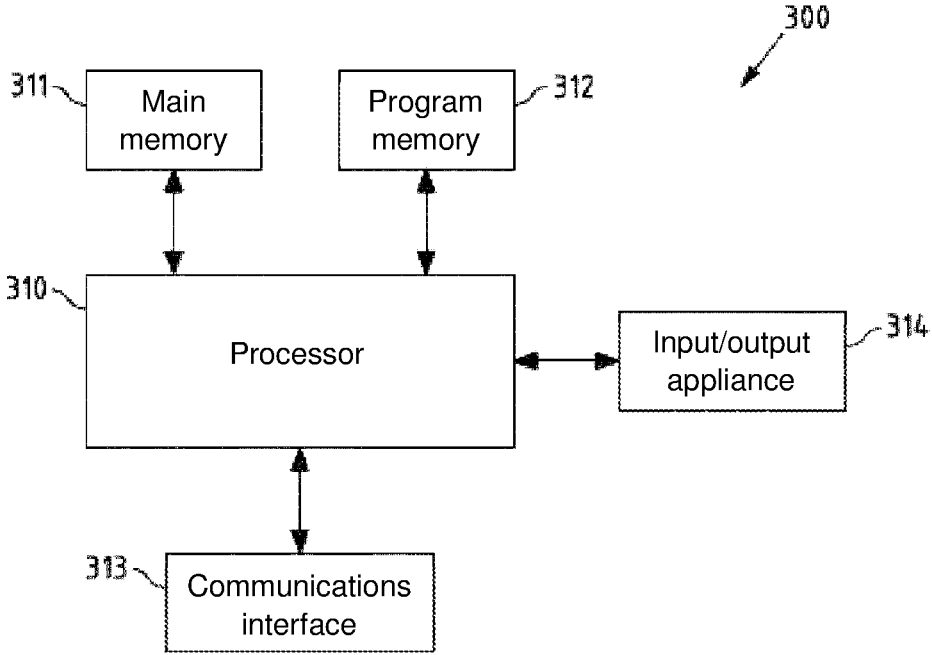 300
311
Main
memory
Program
memory
312
310
Processor
Input/output
appliance
314
313
Communications
interface